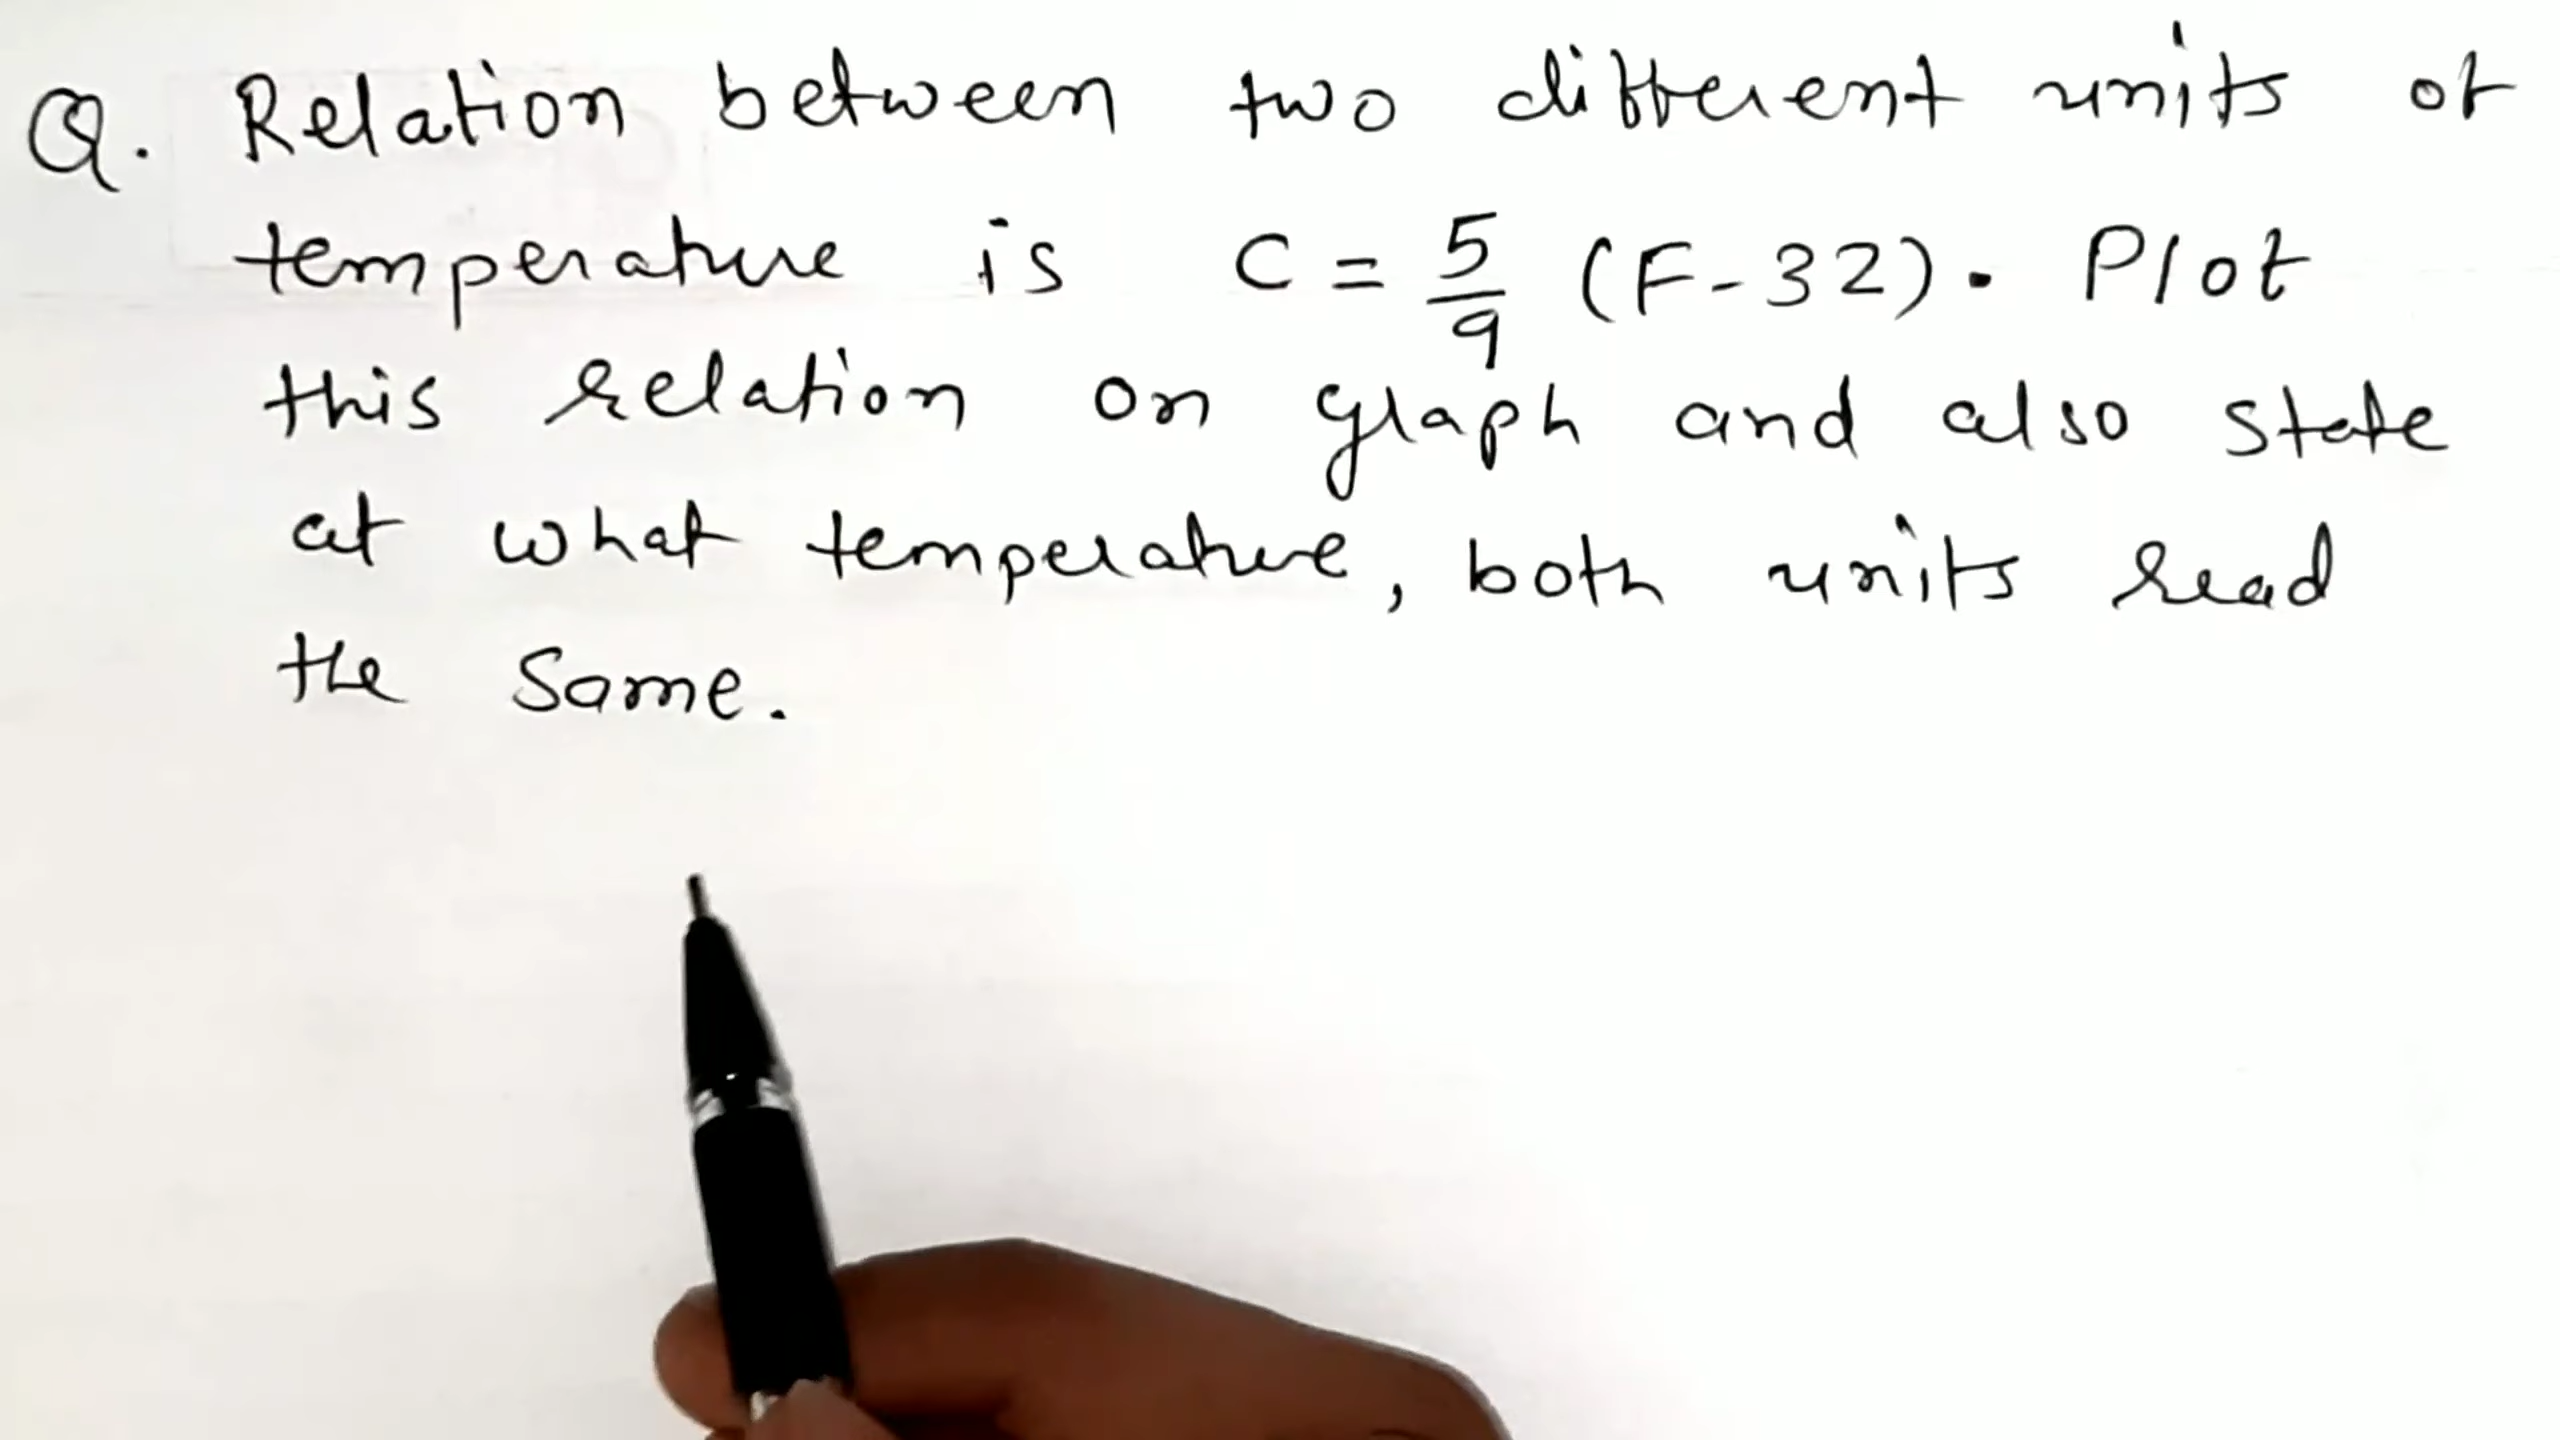 Q. Relation between two different units of
temperature is C = 5/9 (F-32). Plot
this relation on graph and also state
at what temperature, both units read
the same.